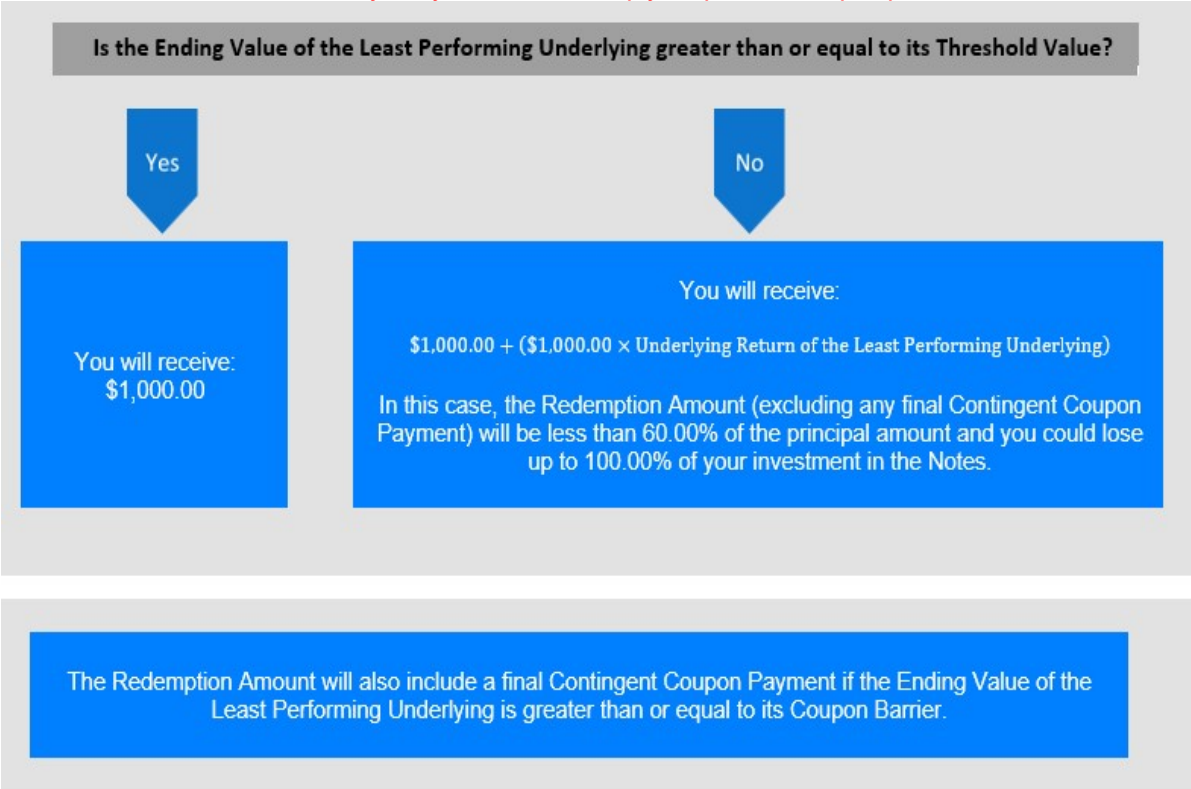 Is the Ending Value of the Least Performing Underlying greater than or equal to its Threshold Value?
Yes
No
You will receive:
$1,000.00
You will receive:
$1,000.00 + ($1,000.00 × Underlying Return of the Least Performing Underlying)
In this case, the Redemption Amount (excluding any final Contingent Coupon
Payment) will be less than 60.00% of the principal amount and you could lose
up to 100.00% of your investment in the Notes.
The Redemption Amount will also include a final Contingent Coupon Payment if the Ending Value of the
Least Performing Underlying is greater than or equal to its Coupon Barrier.